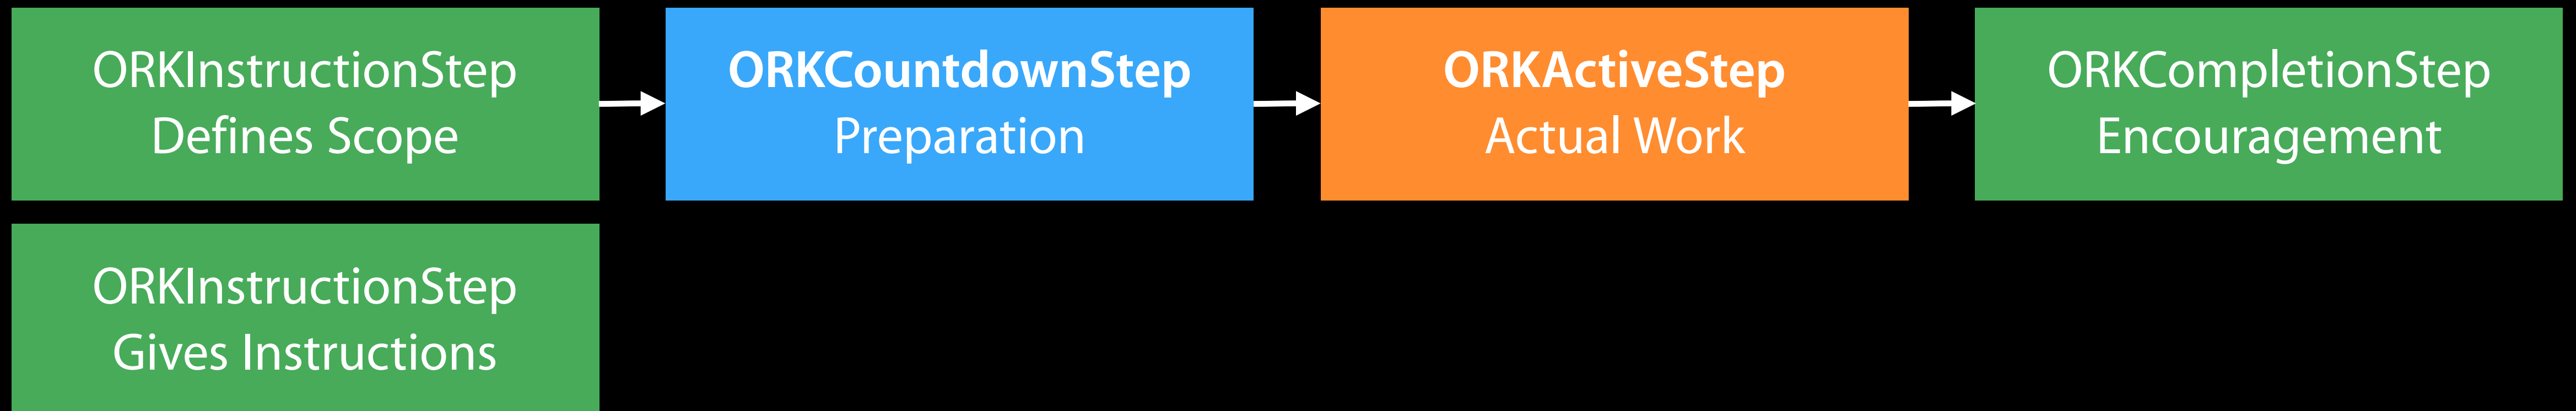 ORKInstructionStep
Defines Scope
ORKCountdownStep
Preparation
ORKActiveStep
Actual Work
ORKCompletionStep
Encouragement
ORKInstructionStep
Gives Instructions